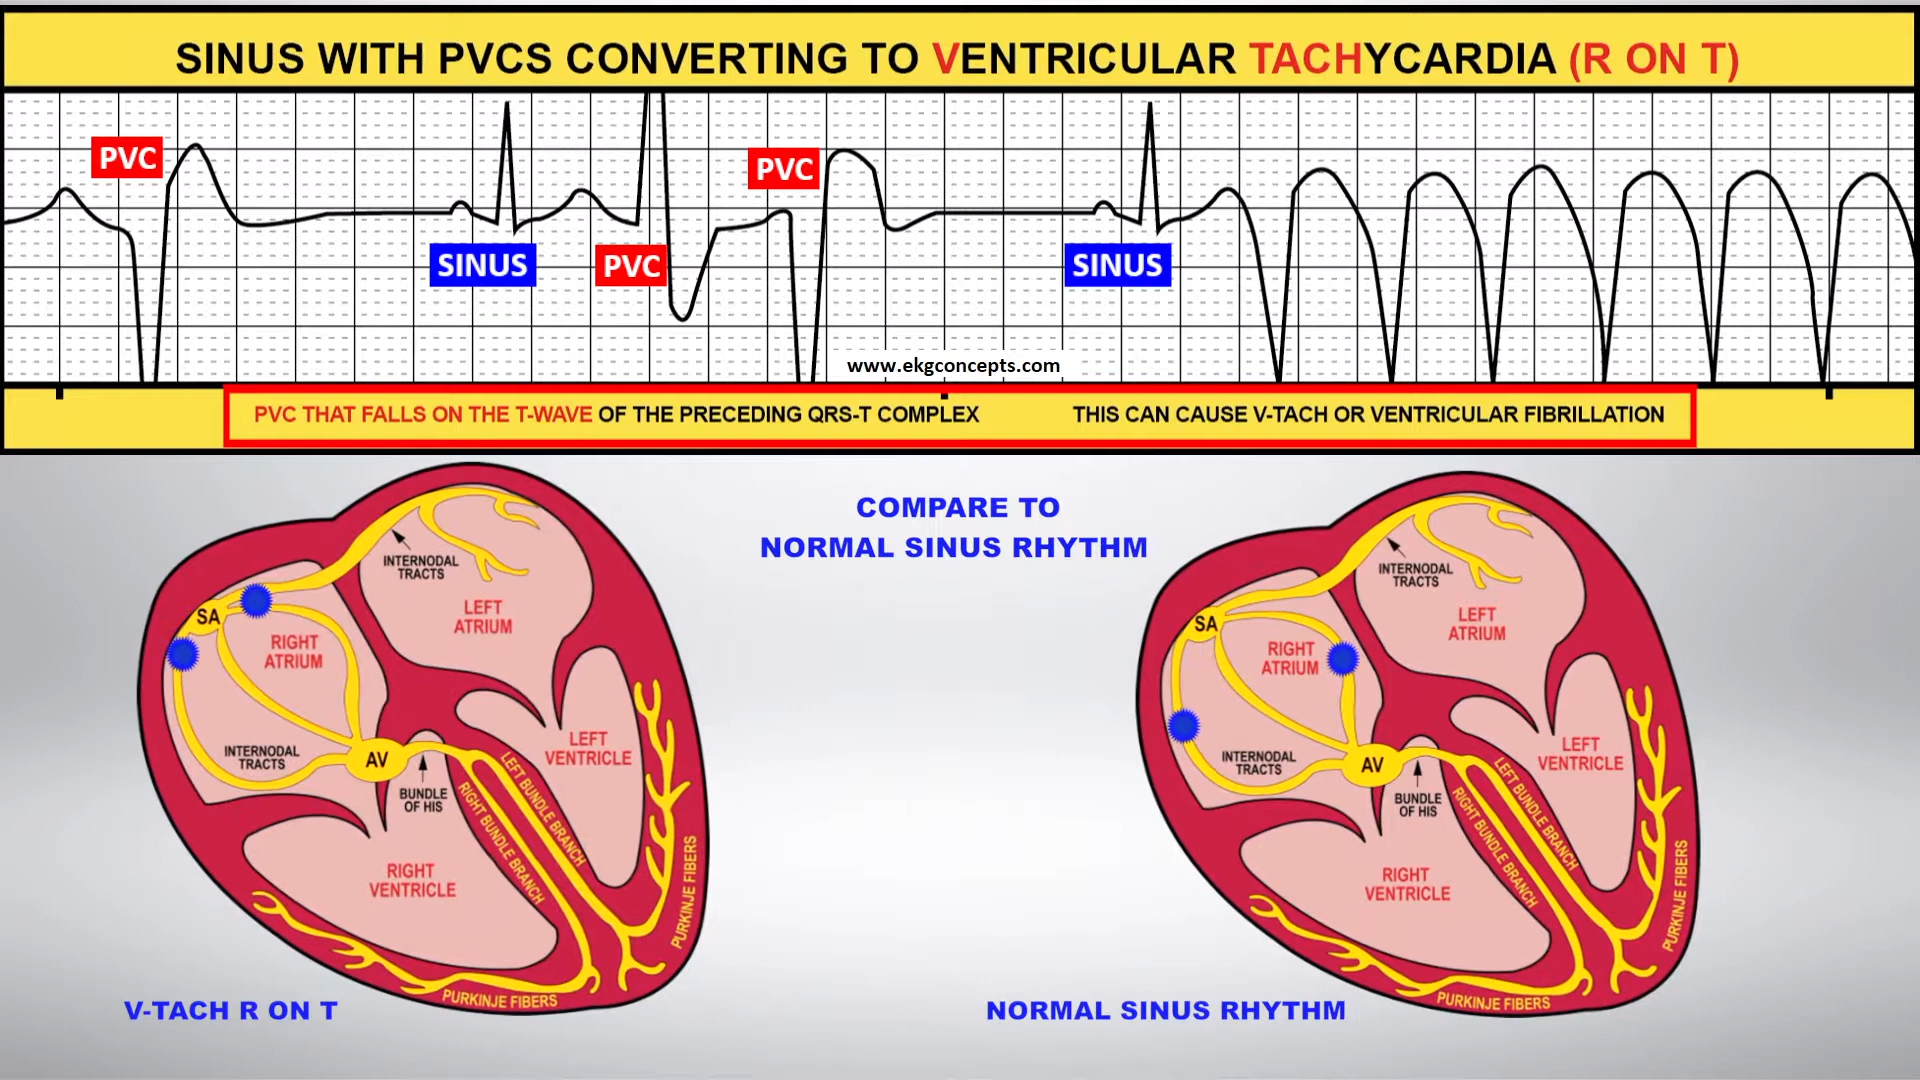 SINUS WITH PVCS CONVERTING TO VENTRICULAR TACHYCARDIA (R ON T)
PVC
SINUS
PVC
PVC
SINUS
www.ekgconcepts.com
PVC THAT FALLS ON THE T-WAVE OF THE PRECEDING QRS-T COMPLEX
THIS CAN CAUSE V-TACH OR VENTRICULAR FIBRILLATION
COMPARE TO
NORMAL SINUS RHYTHM
INTERNODAL
TRACTS
SA
RIGHT
ATRIUM
LEFT
ATRIUM
INTERNODAL
TRACTS
AV
BUNDLE
OF HIS
LEFT BUNDLE BRANCH
RIGHT BUNDLE BRANCH
LEFT
VENTRICLE
RIGHT
VENTRICLE
PURKINJE FIBERS
PURKINJE FIBERS
V-TACH R ON T
INTERNODAL
TRACTS
SA
RIGHT
ATRIUM
LEFT
ATRIUM
INTERNODAL
TRACTS
AV
BUNDLE
OF HIS
LEFT BUNDLE BRANCH
RIGHT BUNDLE BRANCH
LEFT
VENTRICLE
RIGHT
VENTRICLE
PURKINJE FIBERS
PURKINJE FIBERS
NORMAL SINUS RHYTHM